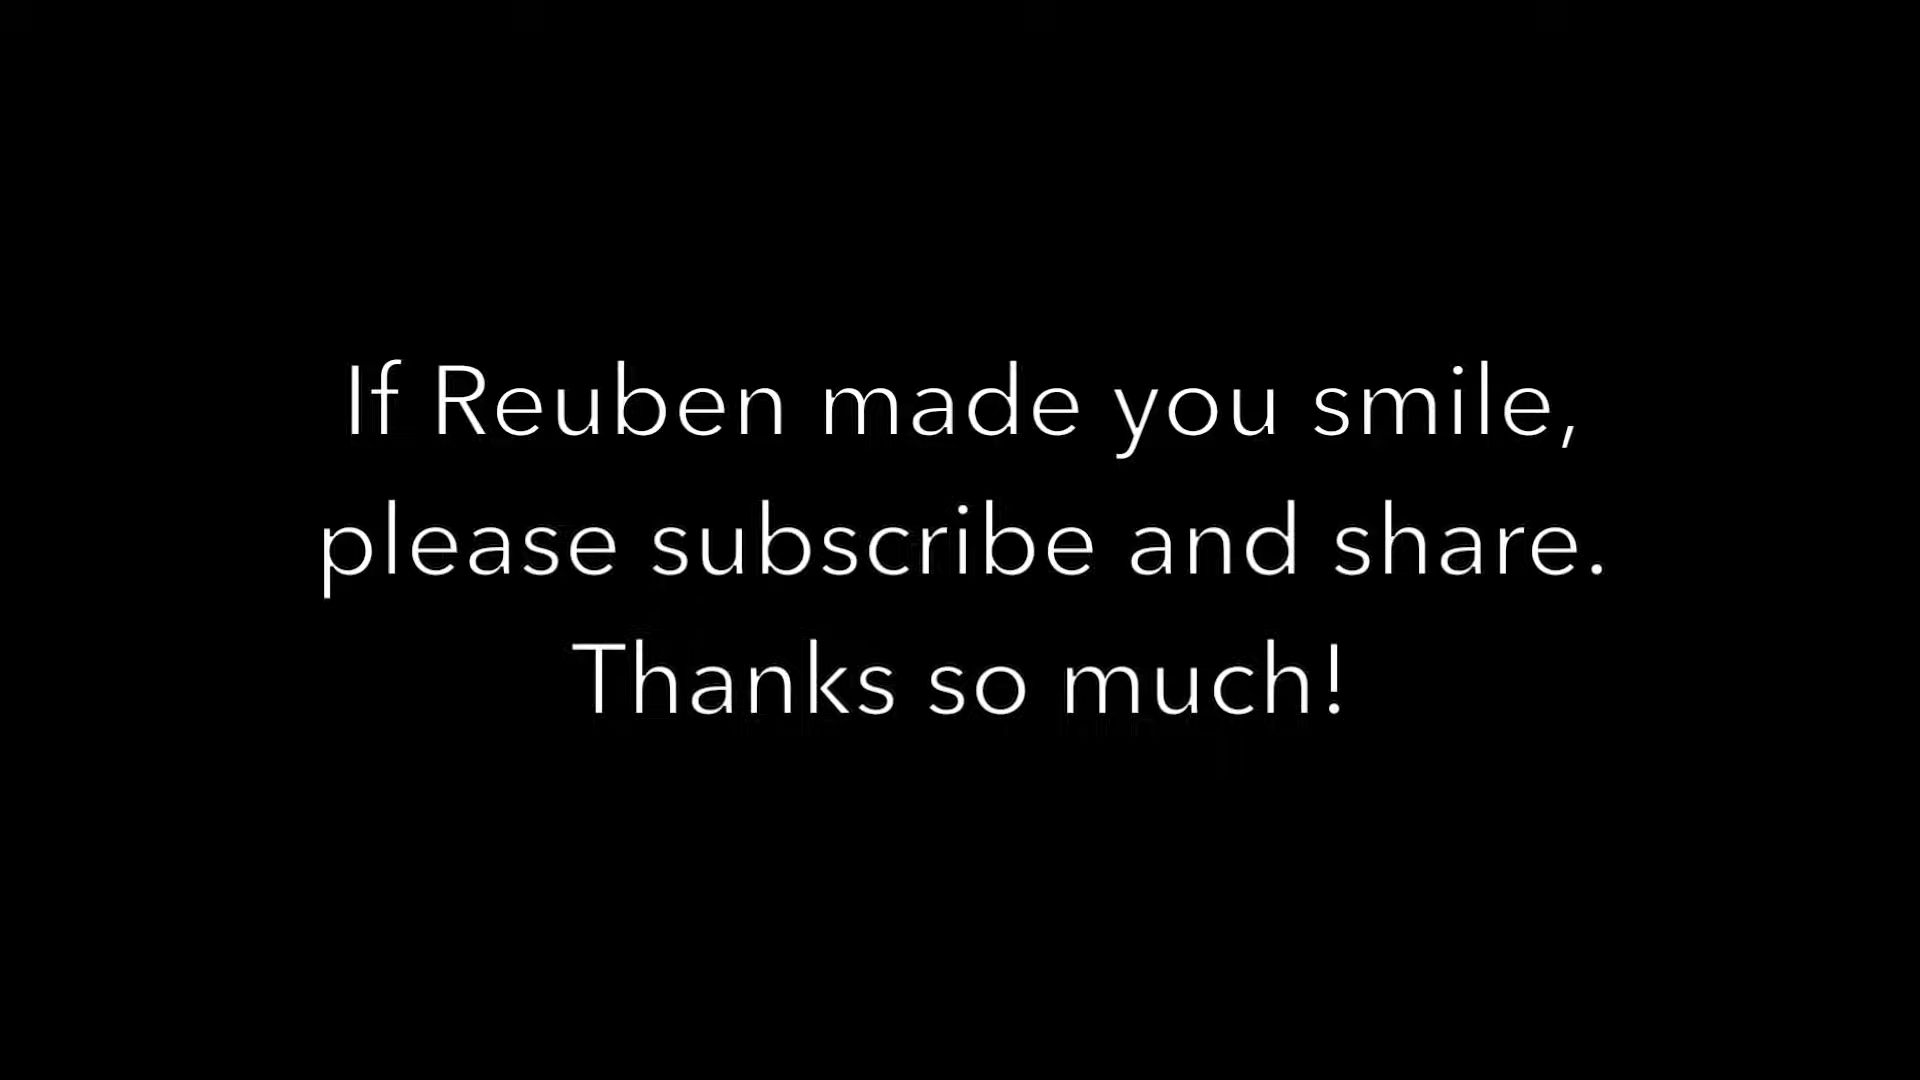 If Reuben made you smile,
please subscribe and share.
Thanks so much!